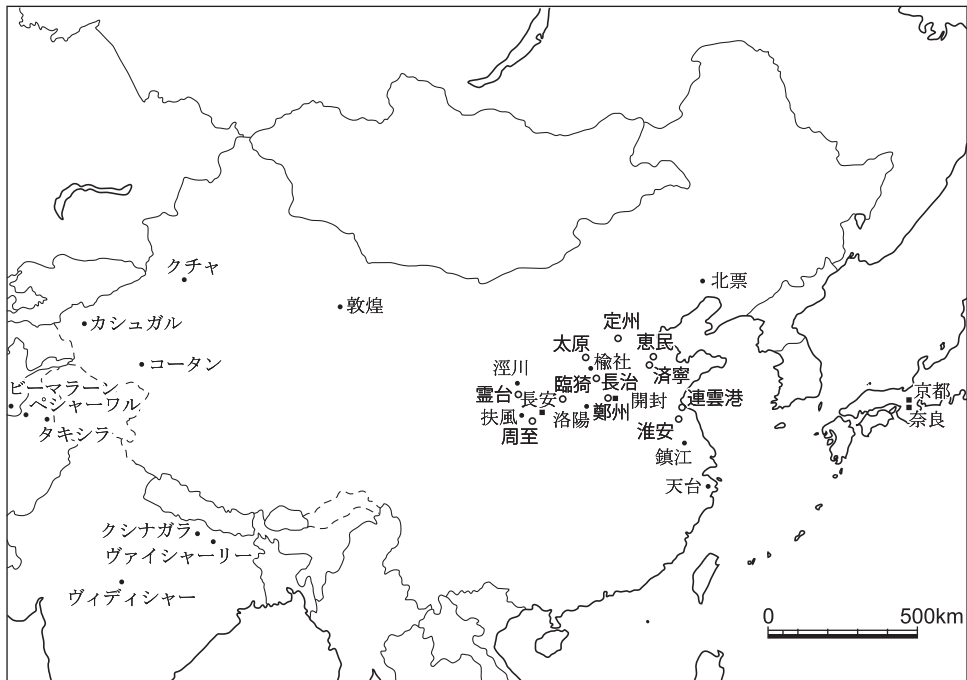 クチャ
敦煌
カシュガル
コータン
ビーマラーン
ペシャーワル
タキシラ
クシナガラ
ヴァイシャーリー
ヴィディシャー
北票
定州
太原
恵民
楡社
済寧
涇川
臨猗
長治
霊台
長安
開封
連雲港
扶風
洛陽
鄭州
周至
淮安
鎮江
天台
京都
奈良
0
500km